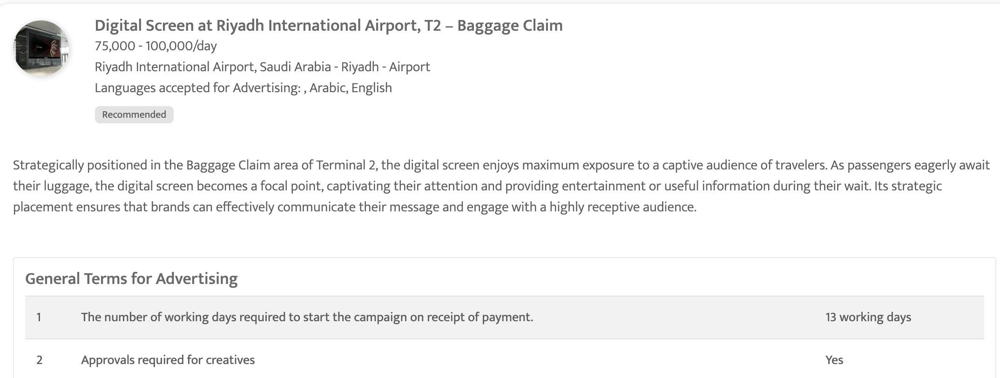 Digital Screen at Riyadh International Airport, T2 – Baggage Claim
75,000 - 100,000/day
Riyadh International Airport, Saudi Arabia - Riyadh - Airport
Languages accepted for Advertising: , Arabic, English
Recommended
Strategically positioned in the Baggage Claim area of Terminal 2, the digital screen enjoys maximum exposure to a captive audience of travelers. As passengers eagerly await
their luggage, the digital screen becomes a focal point, captivating their attention and providing entertainment or useful information during their wait. Its strategic
placement ensures that brands can effectively communicate their message and engage with a highly receptive audience.
General Terms for Advertising
1 The number of working days required to start the campaign on receipt of payment. 13 working days
2 Approvals required for creatives Yes